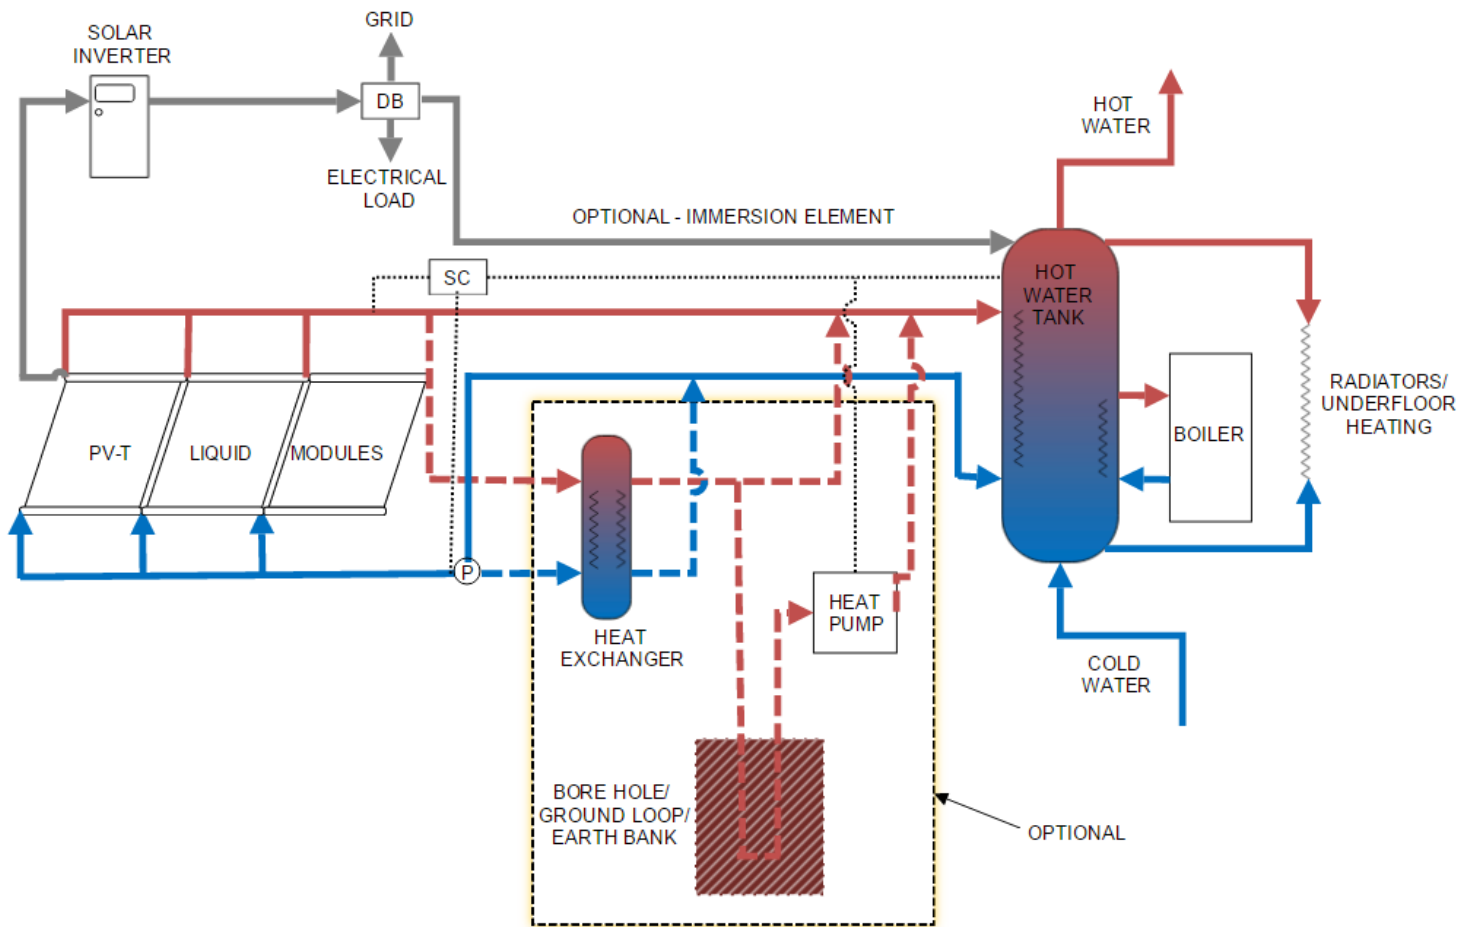 GRID
SOLAR
INVERTER
DB
ELECTRICAL
LOAD
OPTIONAL - IMMERSION ELEMENT
HOT
WATER
SC
HOT
WATER
TANK
PV-T
LIQUID
MODULES
BOILER
RADIATORS/
UNDERFLOOR
HEATING
P
HEAT
EXCHANGER
HEAT
PUMP
COLD
WATER
BORE HOLE/
GROUND LOOP/
EARTH BANK
OPTIONAL